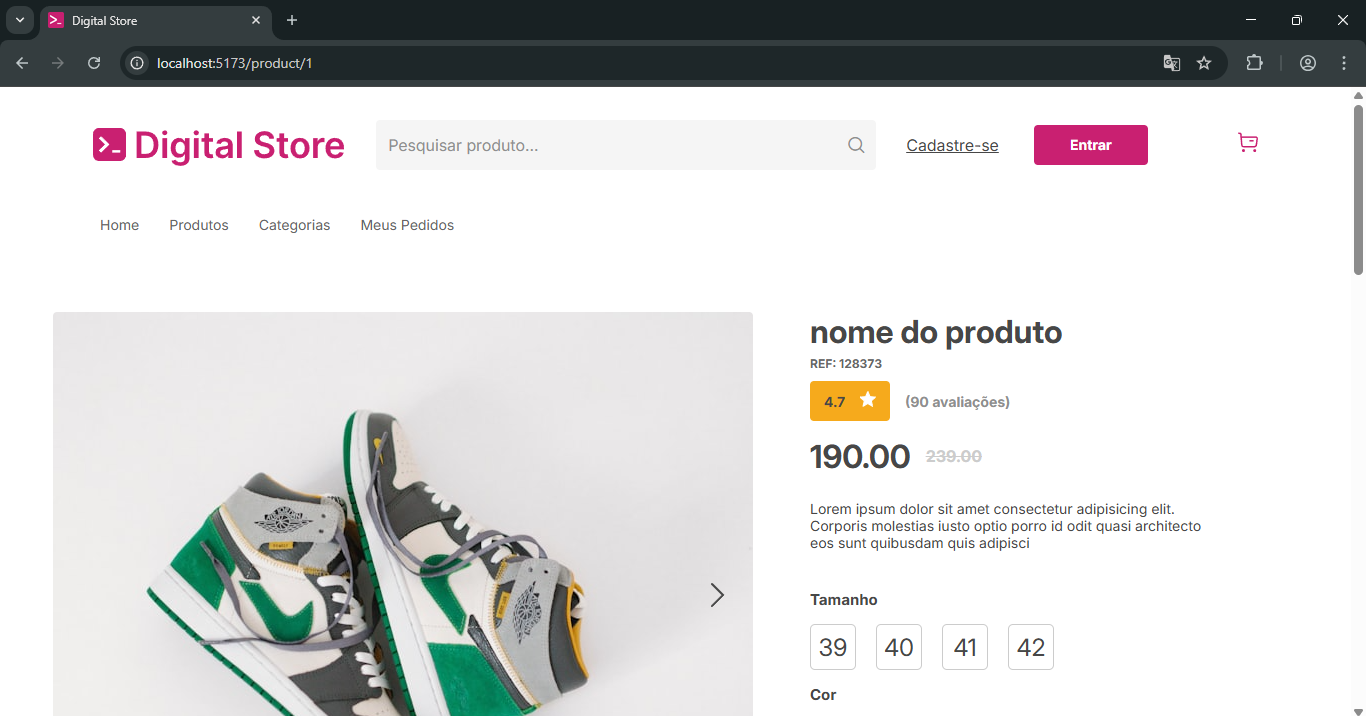 Digital Store
localhost:5173/product/1
Digital Store
Pesquisar produto...
Cadastre-se
Entrar
Home Produtos Categorias Meus Pedidos
nome do produto
REF: 128373
4.7 (90 avaliações)
190.00 239.00
Lorem ipsum dolor sit amet consectetur adipisicing elit.
Corporis molestias iusto optio porro id odit quasi architecto
eos sunt quibusdam quis adipisci
Tamanho
39 40 41 42
Cor